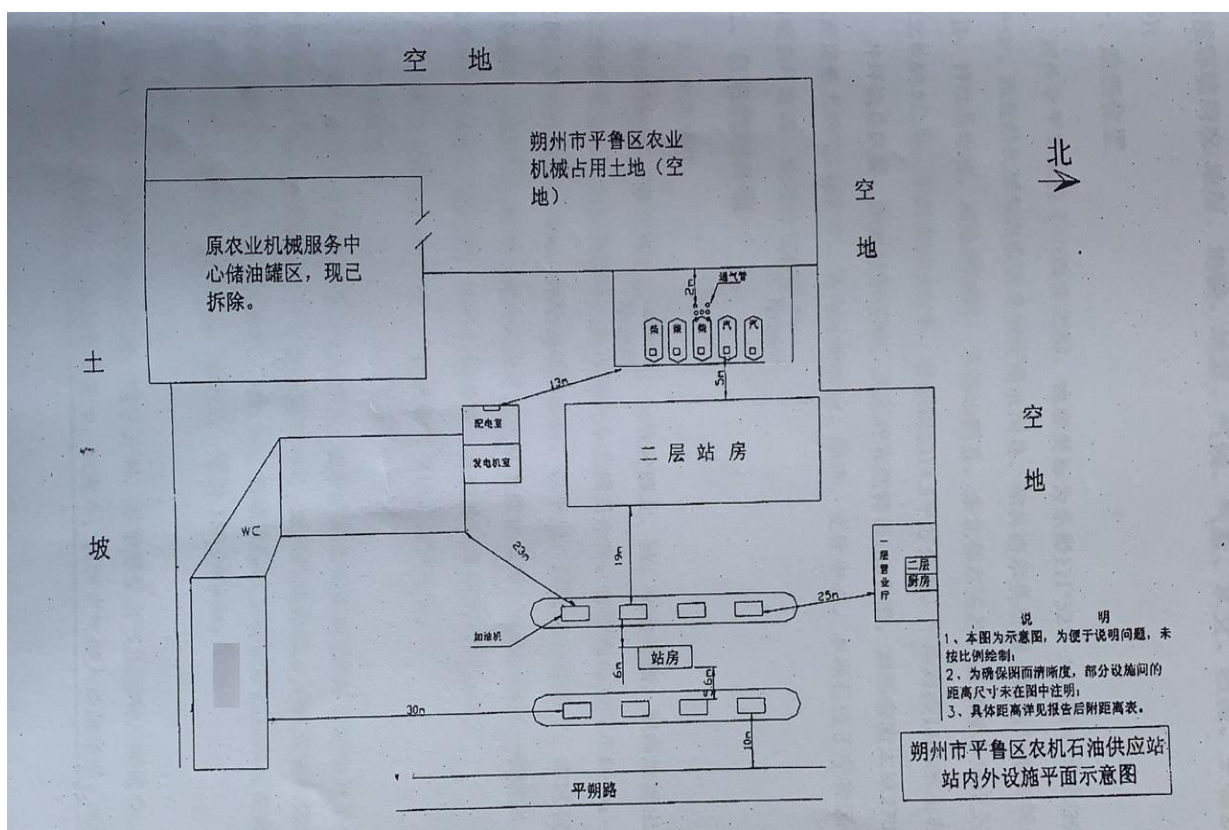 空 地
朔州市平鲁区农业
机械占用土地（空
地）
北
空
地
原农业机械服务中
心储油罐区，现已
拆除。
通气管
2m
柴
柴
柴
汽
汽
土
坡
13m
5m
配电室
发电机室
二 层 站 房
空
地
WC
23m
19m
25m
一层营业厅
二层
厨房
加油机
6m
站房
5.6m
30m
10m
平朔路
说 明
1、本图为示意图，为便于说明问题，未
按比例绘制；
2、为确保图面清晰度，部分设施间的
距离尺寸未在图中注明；
3、具体距离详见报告后附距离表。
朔州市平鲁区农机石油供应站
站内外设施平面示意图